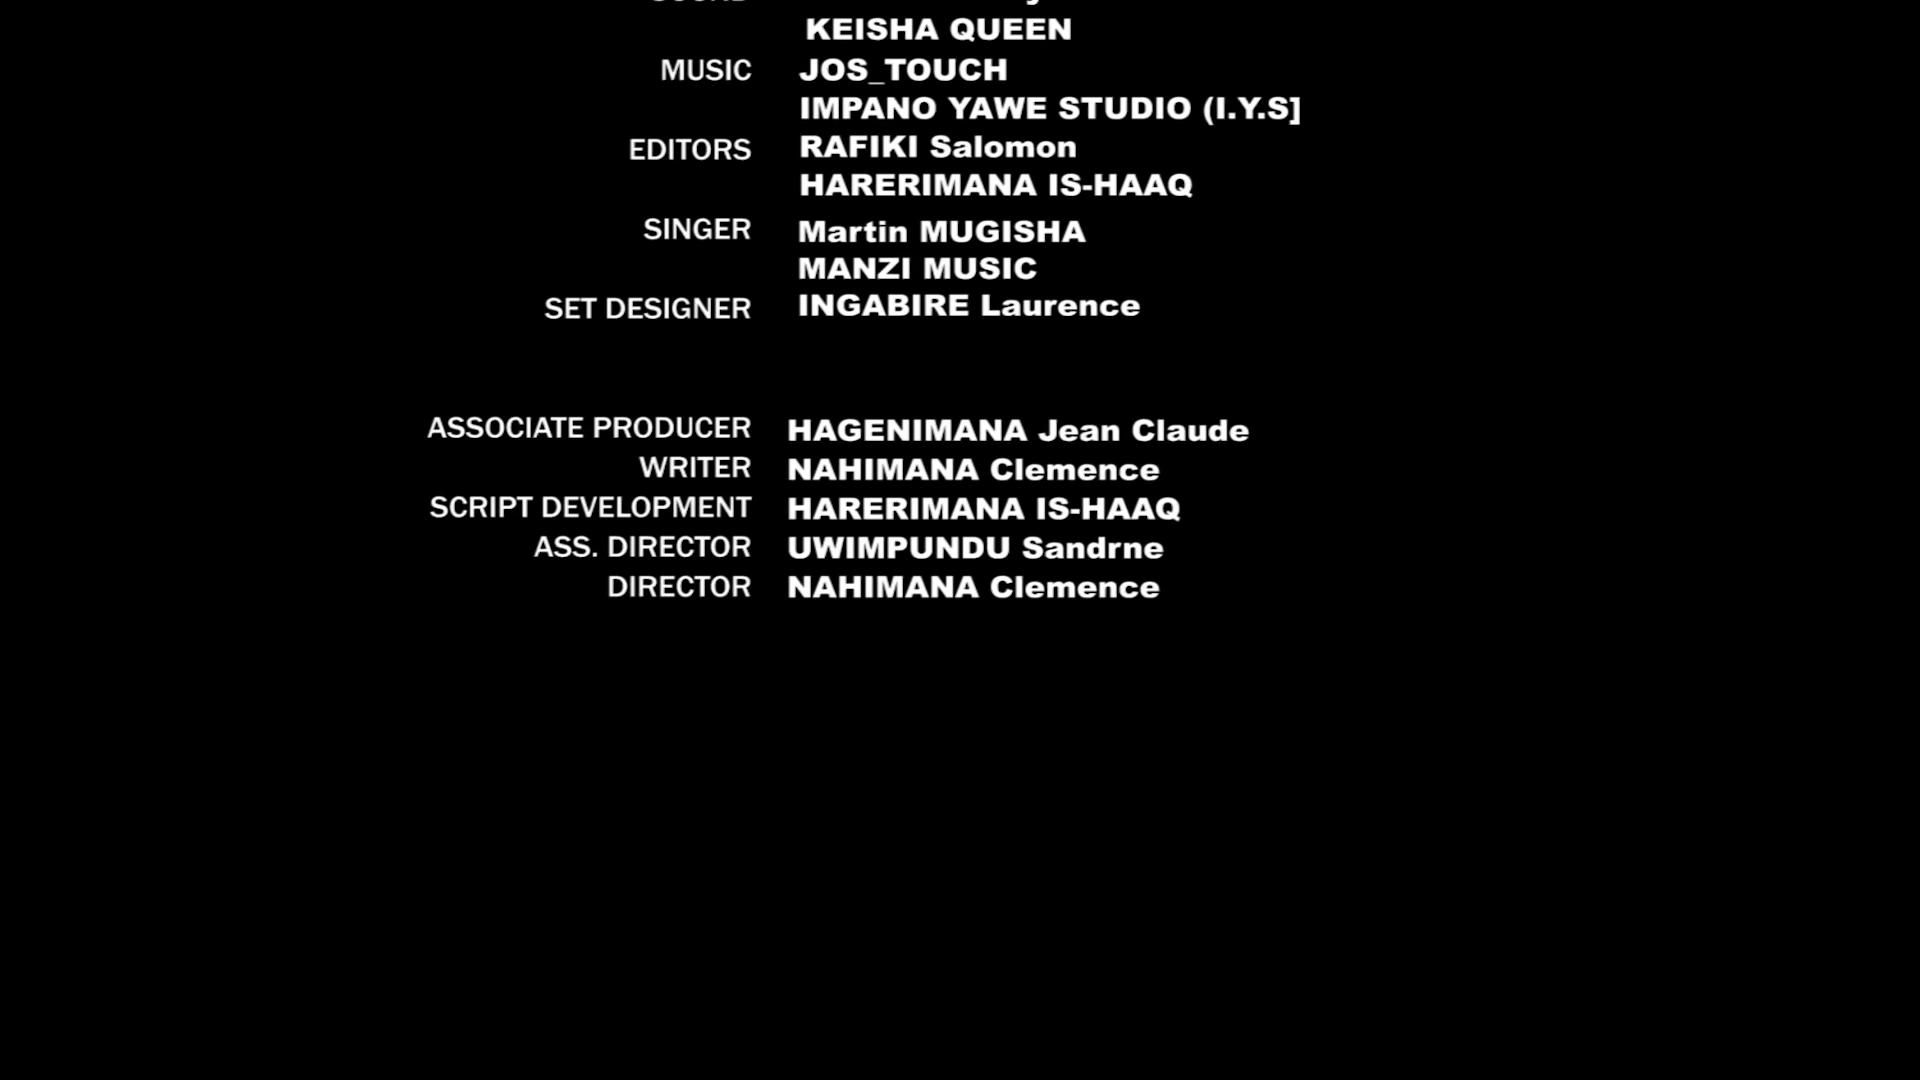 KEISHA QUEEN
MUSIC JOS_TOUCH
IMPANO YAWE STUDIO (I.Y.S]
EDITORS RAFIKI Salomon
HARERIMANA IS-HAAQ
SINGER Martin MUGISHA
MANZI MUSIC
SET DESIGNER INGABIRE Laurence
ASSOCIATE PRODUCER HAGENIMANA Jean Claude
WRITER NAHIMANA Clemence
SCRIPT DEVELOPMENT HARERIMANA IS-HAAQ
ASS. DIRECTOR UWIMPUNDU Sandrne
DIRECTOR NAHIMANA Clemence